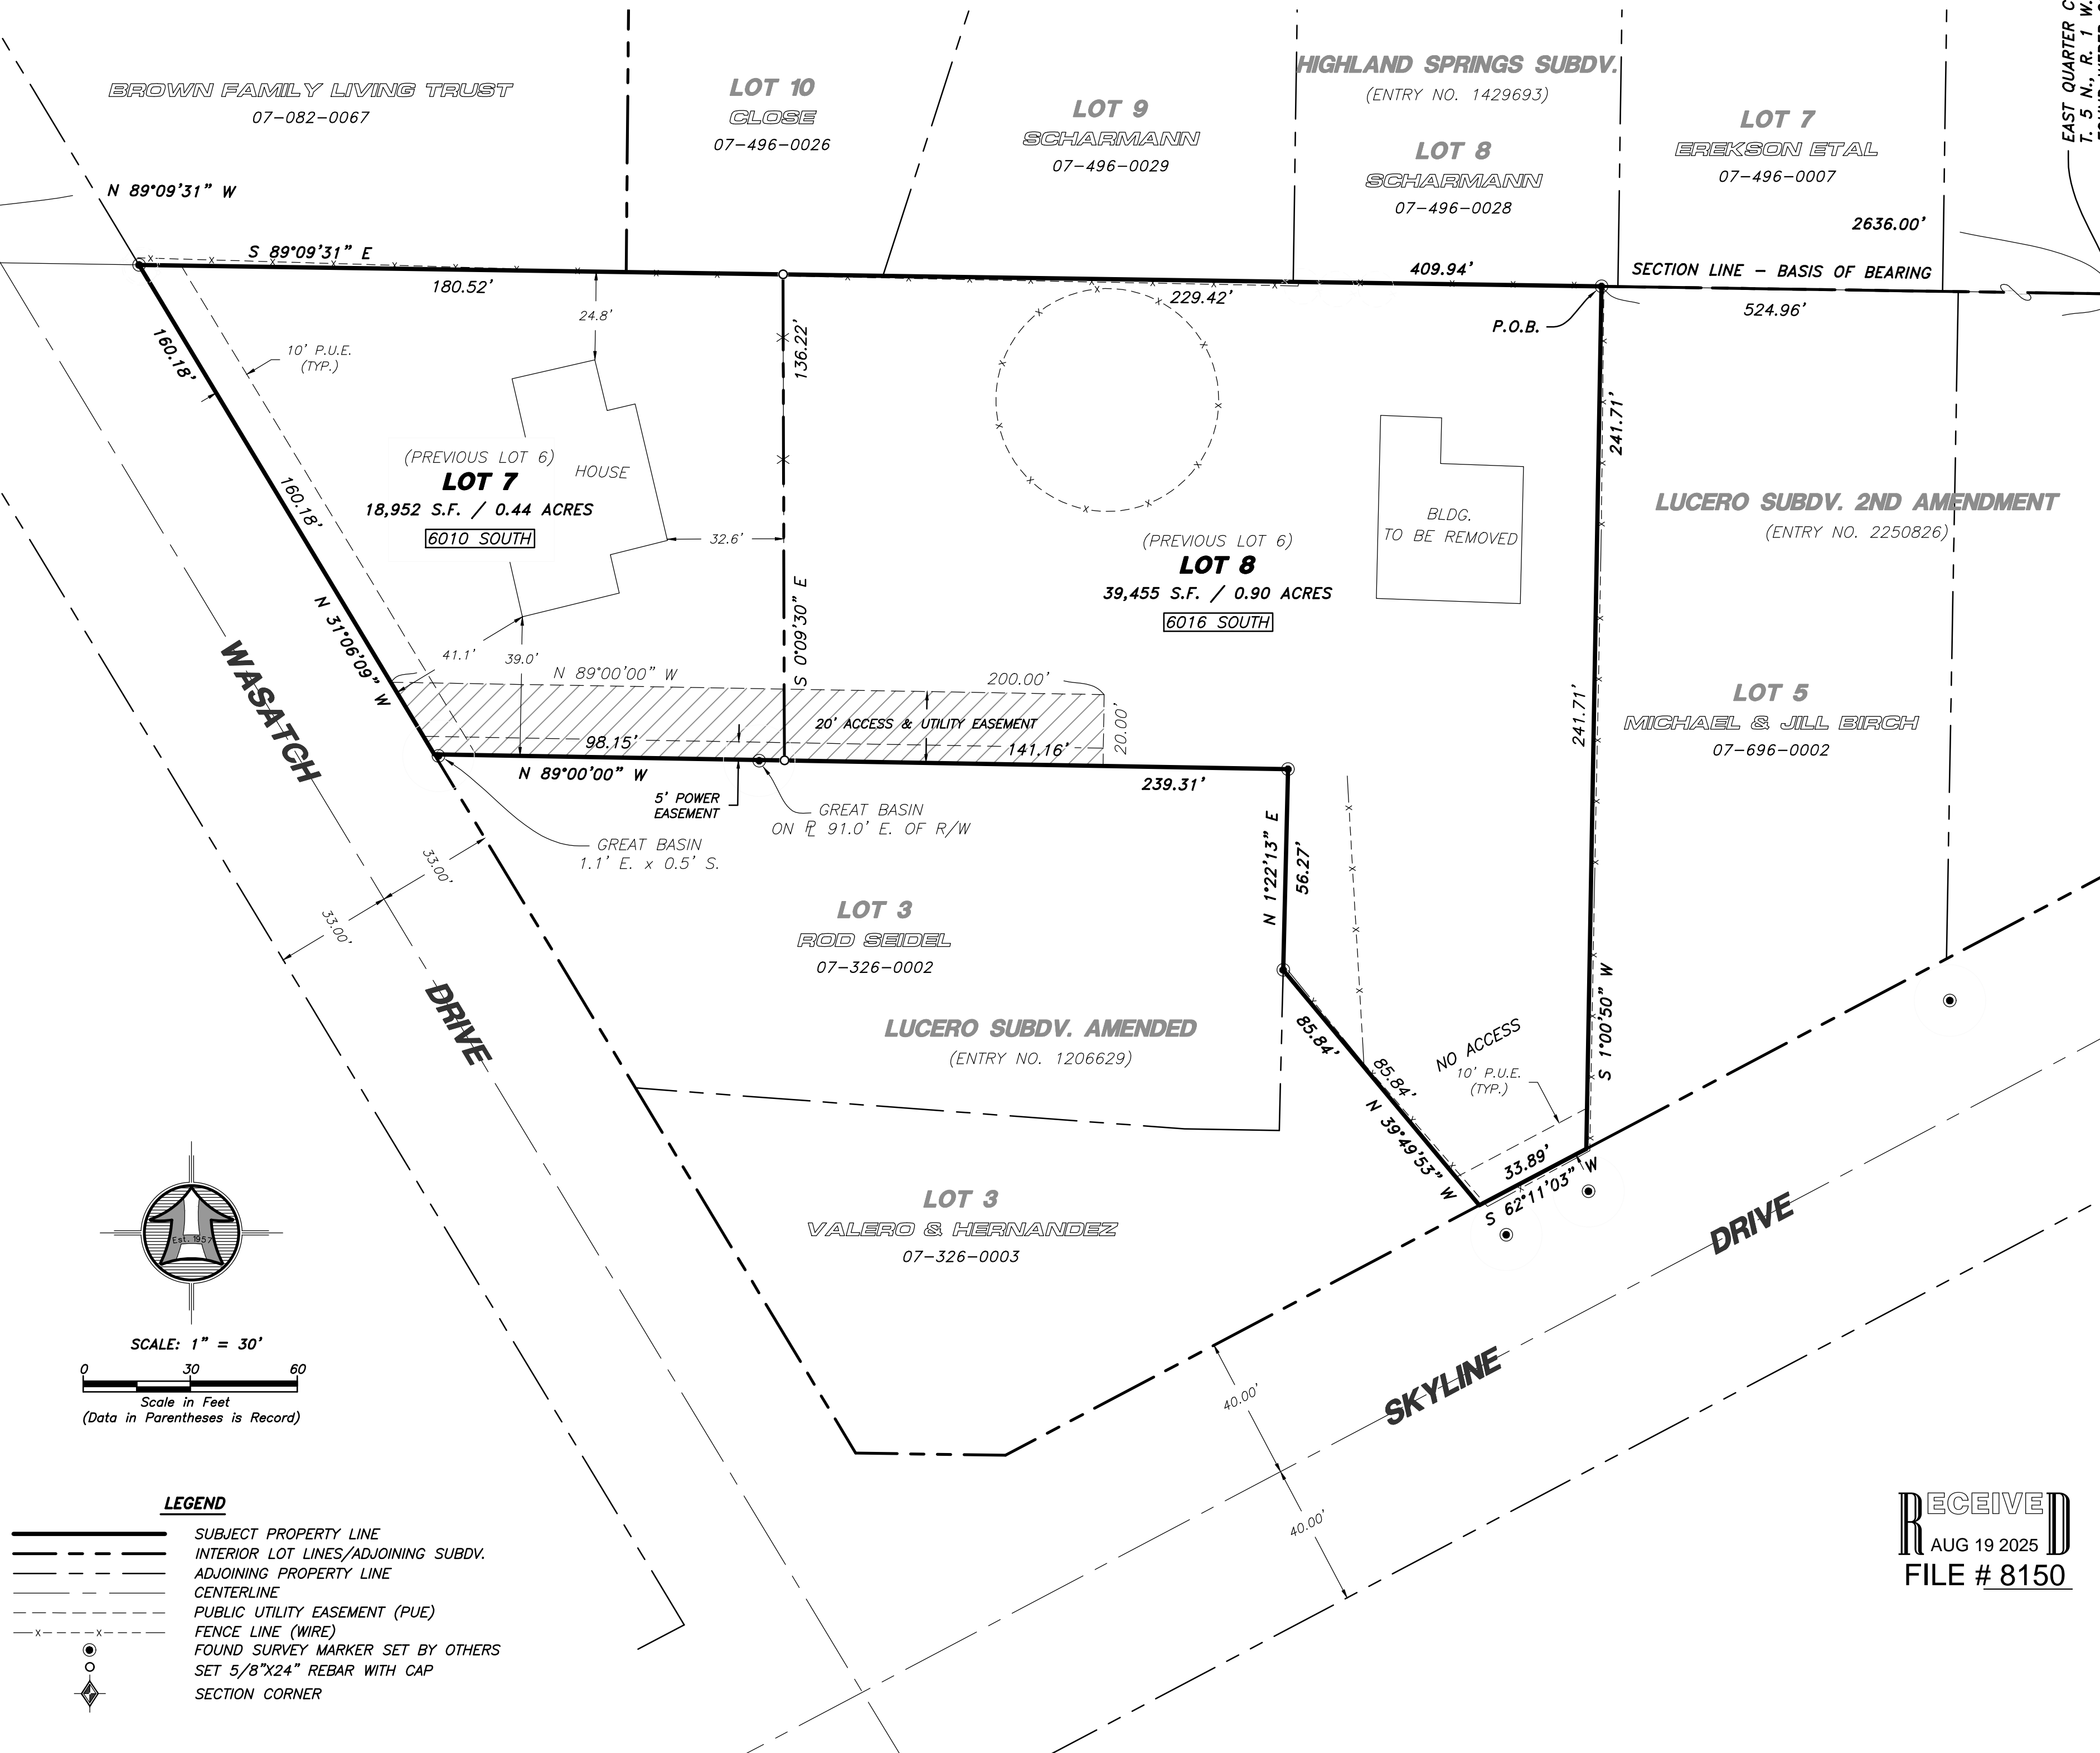 BROWN FAMILY LIVING TRUST
07-082-0067
LOT 10
CLOSE
07-496-0026
LOT 9
SCHARMANN
07-496-0029
HIGHLAND SPRINGS SUBDV.
(ENTRY NO. 1429693)
LOT 8
SCHARMANN
07-496-0028
LOT 7
EREKSON ETAL
07-496-0007
EAST QUARTER
T. 5 N., R. 1 W.
N 89°09'31" W
S 89°09'31" E
180.52'
229.42'
409.94'
2636.00'
SECTION LINE - BASIS OF BEARING
524.96'
P.O.B.
24.8'
136.22'
160.18'
10' P.U.E.
(TYP.)
160.18'
N 31°06'09" W
(PREVIOUS LOT 6)
LOT 7
18,952 S.F. / 0.44 ACRES
6010 SOUTH
HOUSE
32.6'
S 0°09'30" E
41.1'
39.0'
(PREVIOUS LOT 6)
LOT 8
39,455 S.F. / 0.90 ACRES
6016 SOUTH
BLDG.
TO BE REMOVED
241.71'
241.71'
S 1°00'50" W
LUCERO SUBDV. 2ND AMENDMENT
(ENTRY NO. 2250826)
LOT 5
MICHAEL & JILL BIRCH
07-696-0002
N 89°00'00" W
200.00'
20' ACCESS & UTILITY EASEMENT
20.00'
98.15'
141.16'
N 89°00'00" W
239.31'
5' POWER
EASEMENT
GREAT BASIN
ON PL 91.0' E. OF R/W
GREAT BASIN
1.1' E. x 0.5' S.
N 1°22'13" E
56.27'
WASATCH
DRIVE
33.00'
33.00'
LOT 3
ROD SEIDEL
07-326-0002
LUCERO SUBDV. AMENDED
(ENTRY NO. 1206629)
85.84'
85.84'
N 39°49'53" W
NO ACCESS
10' P.U.E.
(TYP.)
33.89'
S 62°11'03" W
LOT 3
VALERO & HERNANDEZ
07-326-0003
SKYLINE
DRIVE
40.00'
40.00'
Est. 1957
SCALE: 1" = 30'
0 30 60
Scale in Feet
(Data in Parentheses is Record)
LEGEND
SUBJECT PROPERTY LINE
INTERIOR LOT LINES/ADJOINING SUBDV.
ADJOINING PROPERTY LINE
CENTERLINE
PUBLIC UTILITY EASEMENT (PUE)
FENCE LINE (WIRE)
FOUND SURVEY MARKER SET BY OTHERS
SET 5/8"X24" REBAR WITH CAP
SECTION CORNER
RECEIVED
AUG 19 2025
FILE # 8150